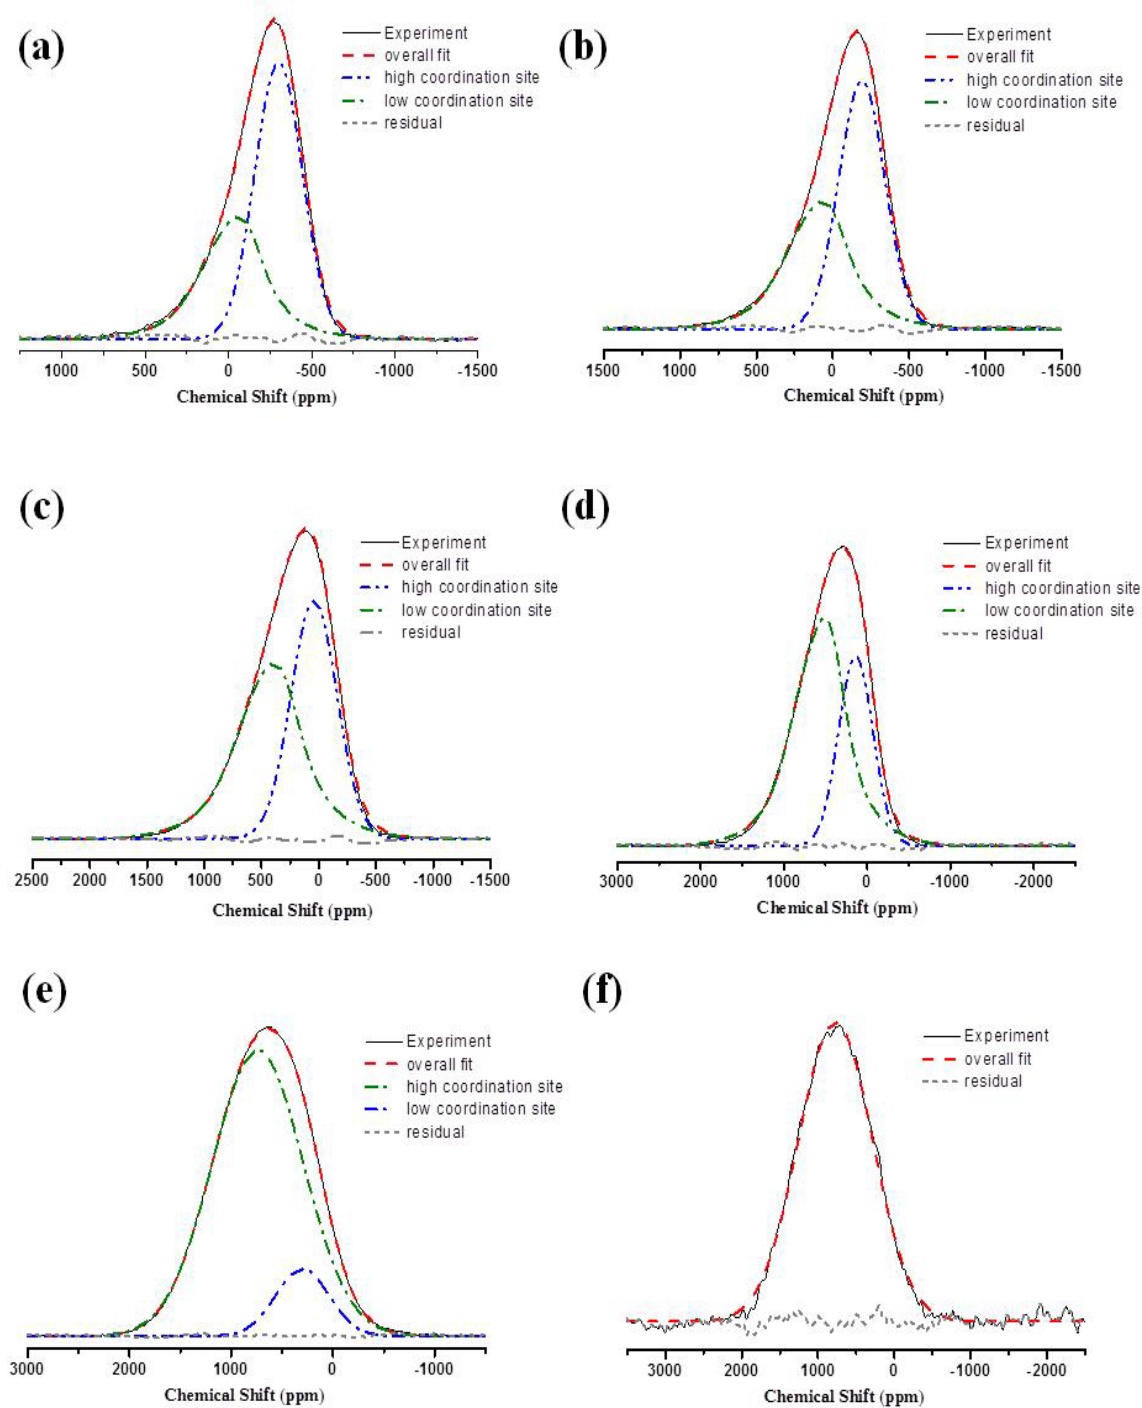 (a)
Experiment
overall fit
high coordination site
low coordination site
residual
1000 500 0 -500 -1000 -1500
Chemical Shift (ppm)
(b)
Experiment
overall fit
high coordination site
low coordination site
residual
1500 1000 500 0 -500 -1000 -1500
Chemical Shift (ppm)
(c)
Experiment
overall fit
high coordination site
low coordination site
residual
2500 2000 1500 1000 500 0 -500 -1000 -1500
Chemical Shift (ppm)
(d)
Experiment
overall fit
high coordination site
low coordination site
residual
3000 2000 1000 0 -1000 -2000
Chemical Shift (ppm)
(e)
Experiment
overall fit
high coordination site
low coordination site
residual
3000 2000 1000 0 -1000
Chemical Shift (ppm)
(f)
Experiment
overall fit
residual
3000 2000 1000 0 -1000 -2000
Chemical Shift (ppm)